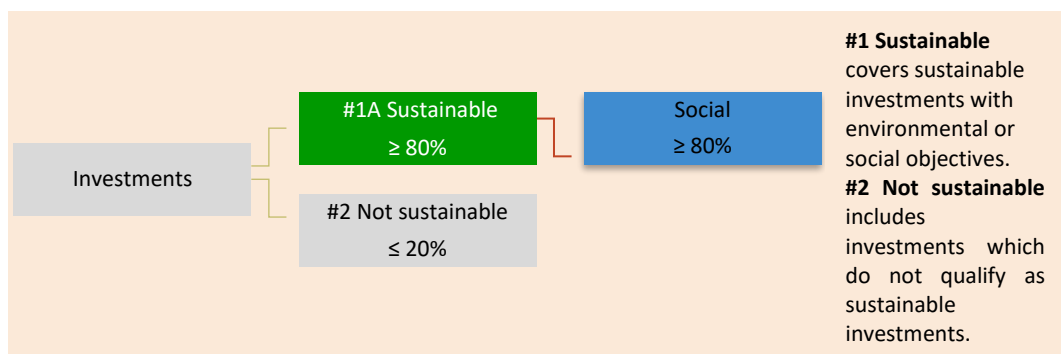 Investments
#1A Sustainable
≥ 80%
Social
≥ 80%
#2 Not sustainable
≤ 20%
#1 Sustainable
covers sustainable
investments with
environmental or
social objectives.
#2 Not sustainable
includes
investments which
do not qualify as
sustainable
investments.